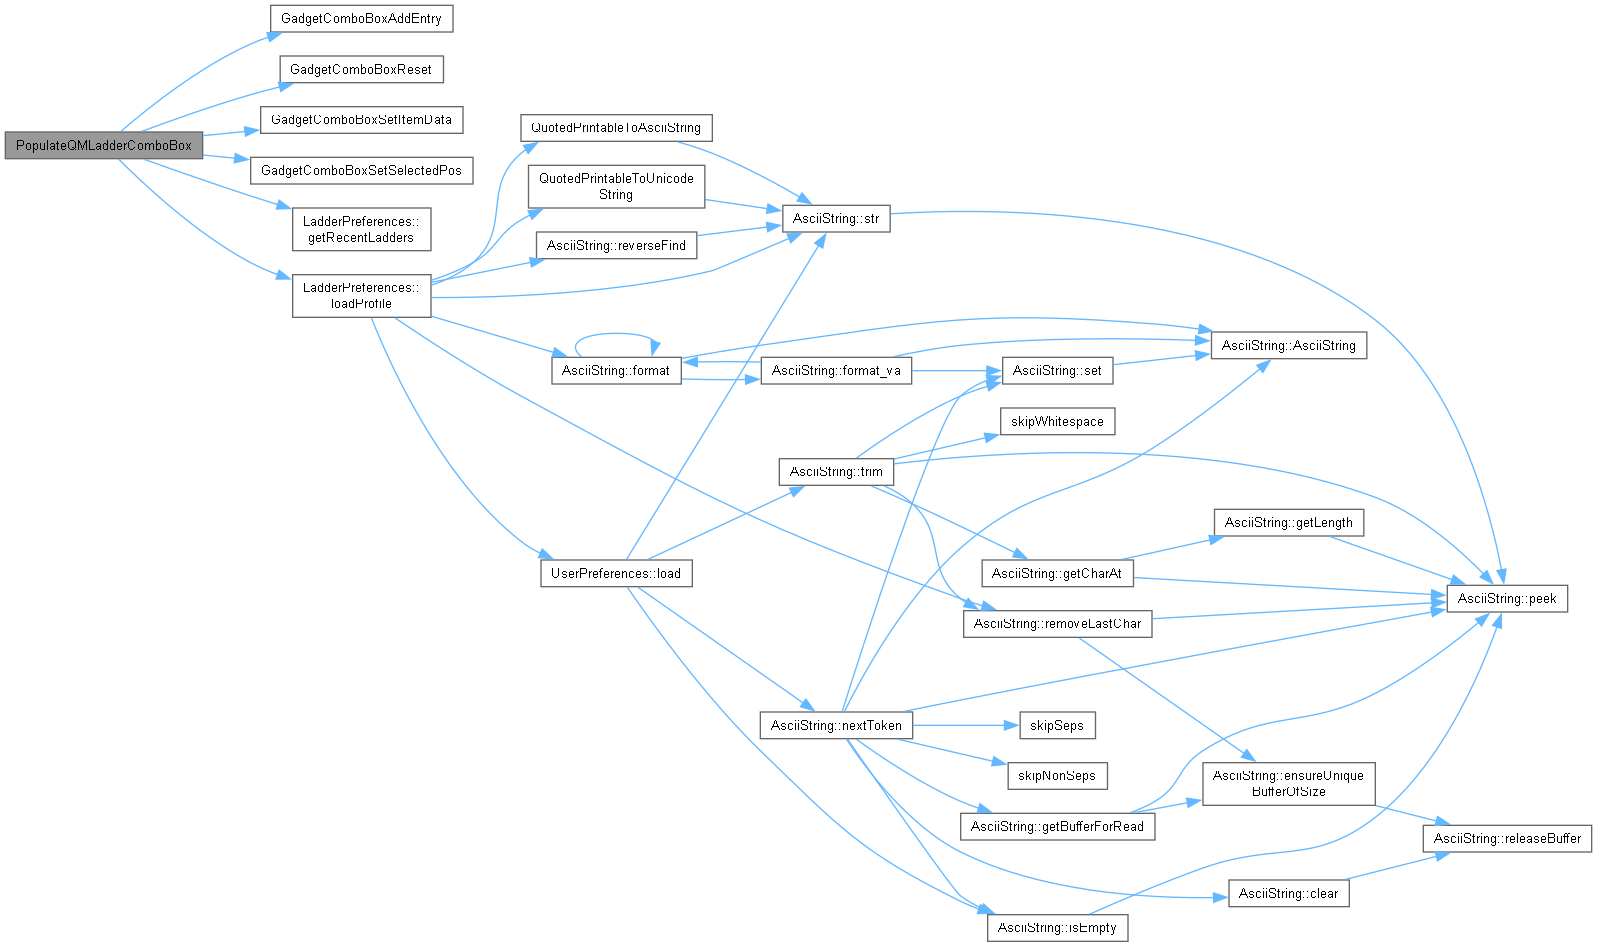 GadgetComboBoxAddEntry
GadgetComboBoxReset
GadgetComboBoxSetItemData
PopulateQMLadderComboBox
GadgetComboBoxSetSelectedPos
LadderPreferences::
getRecentLadders
LadderPreferences::
loadProfile
QuotedPrintableToAsciiString
QuotedPrintableToUnicode
String
AsciiString::reverseFind
AsciiString::format
UserPreferences::load
AsciiString::str
AsciiString::format_va
AsciiString::trim
AsciiString::nextToken
AsciiString::set
skipWhitespace
AsciiString::getCharAt
AsciiString::removeLastChar
skipSeps
skipNonSeps
AsciiString::getBufferForRead
AsciiString::isEmpty
AsciiString::AsciiString
AsciiString::getLength
AsciiString::ensureUnique
BufferOfSize
AsciiString::clear
AsciiString::peek
AsciiString::releaseBuffer